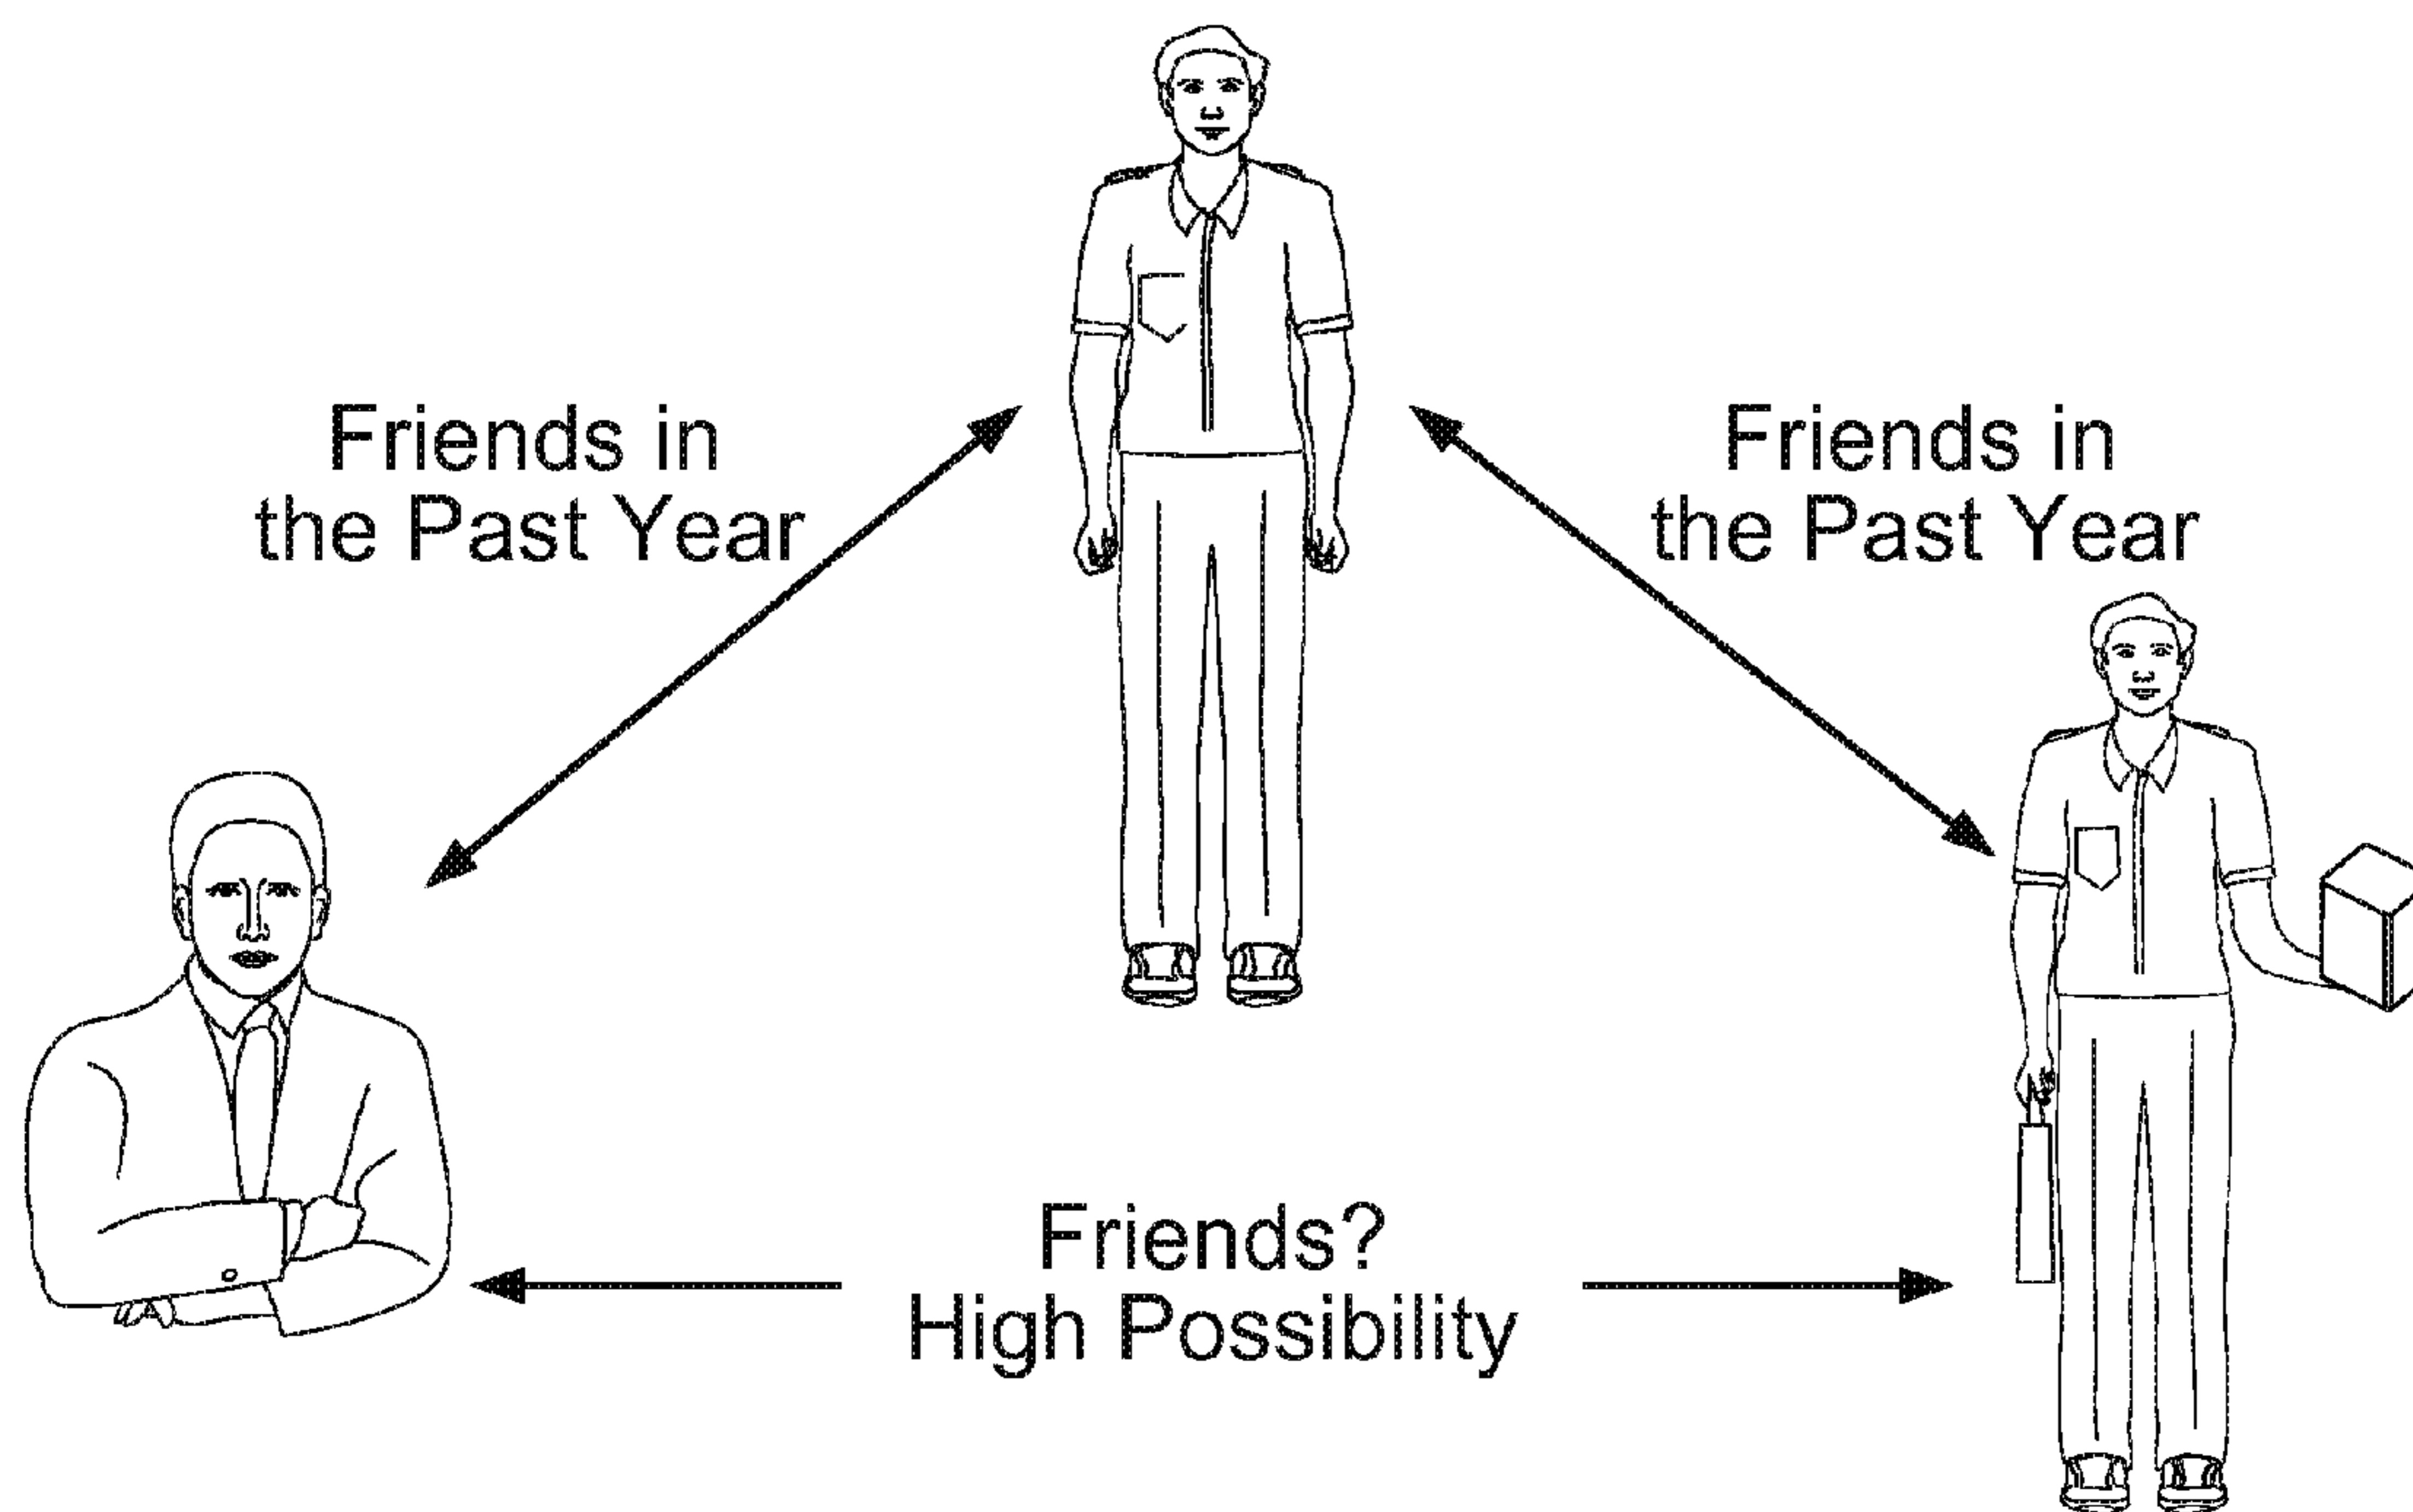 Friends in
the Past Year
Friends in
the Past Year
Friends?
High Possibility